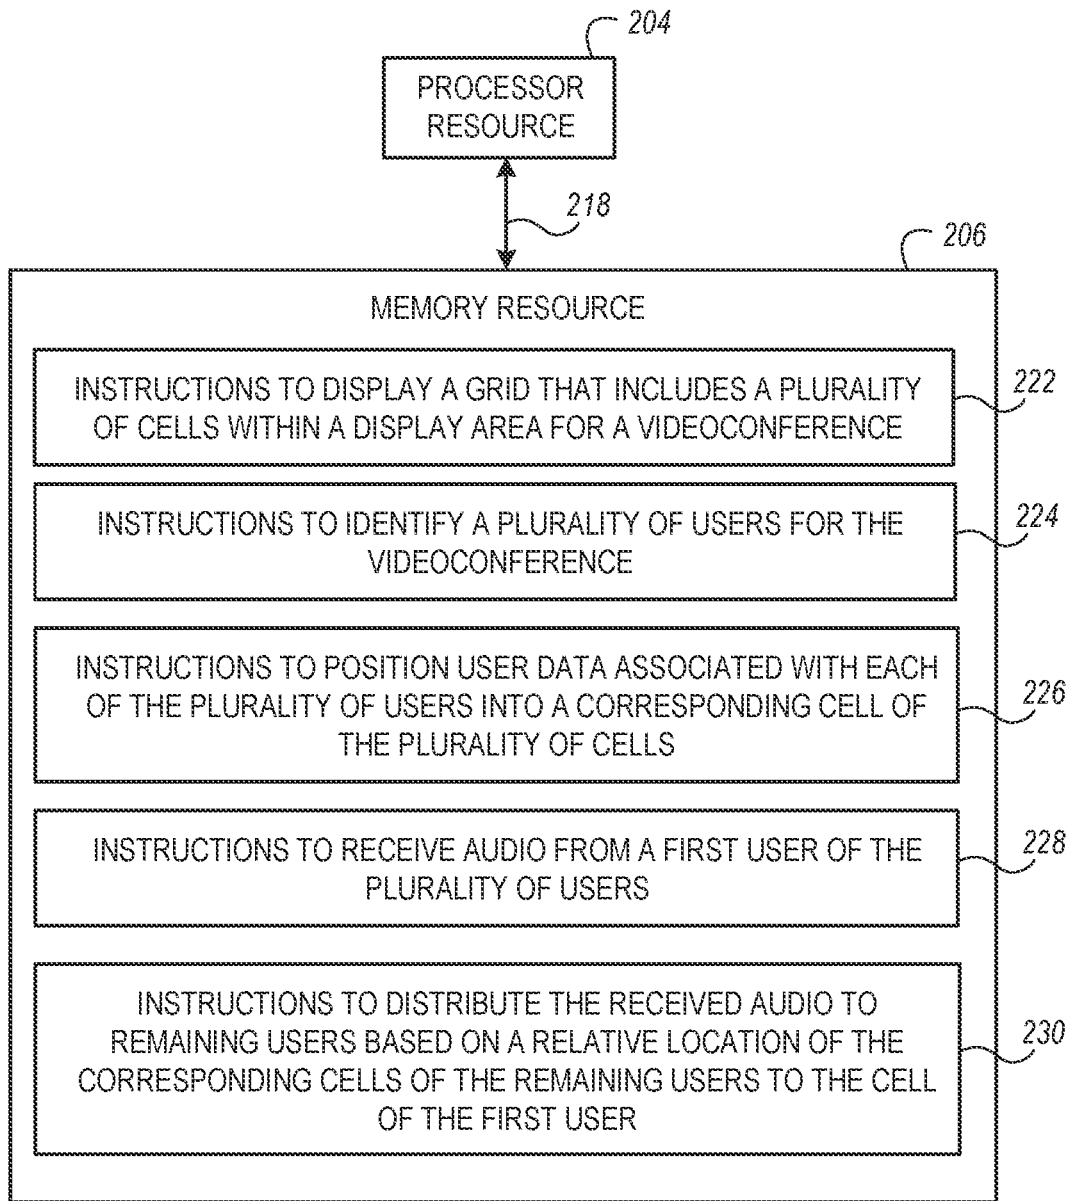 204
PROCESSOR
RESOURCE
218
206
MEMORY RESOURCE
INSTRUCTIONS TO DISPLAY A GRID THAT INCLUDES A PLURALITY
OF CELLS WITHIN A DISPLAY AREA FOR A VIDEOCONFERENCE
222
INSTRUCTIONS TO IDENTIFY A PLURALITY OF USERS FOR THE
VIDEOCONFERENCE
224
INSTRUCTIONS TO POSITION USER DATA ASSOCIATED WITH EACH
OF THE PLURALITY OF USERS INTO A CORRESPONDING CELL OF
THE PLURALITY OF CELLS
226
INSTRUCTIONS TO RECEIVE AUDIO FROM A FIRST USER OF THE
PLURALITY OF USERS
228
INSTRUCTIONS TO DISTRIBUTE THE RECEIVED AUDIO TO
REMAINING USERS BASED ON A RELATIVE LOCATION OF THE
CORRESPONDING CELLS OF THE REMAINING USERS TO THE CELL
OF THE FIRST USER
230